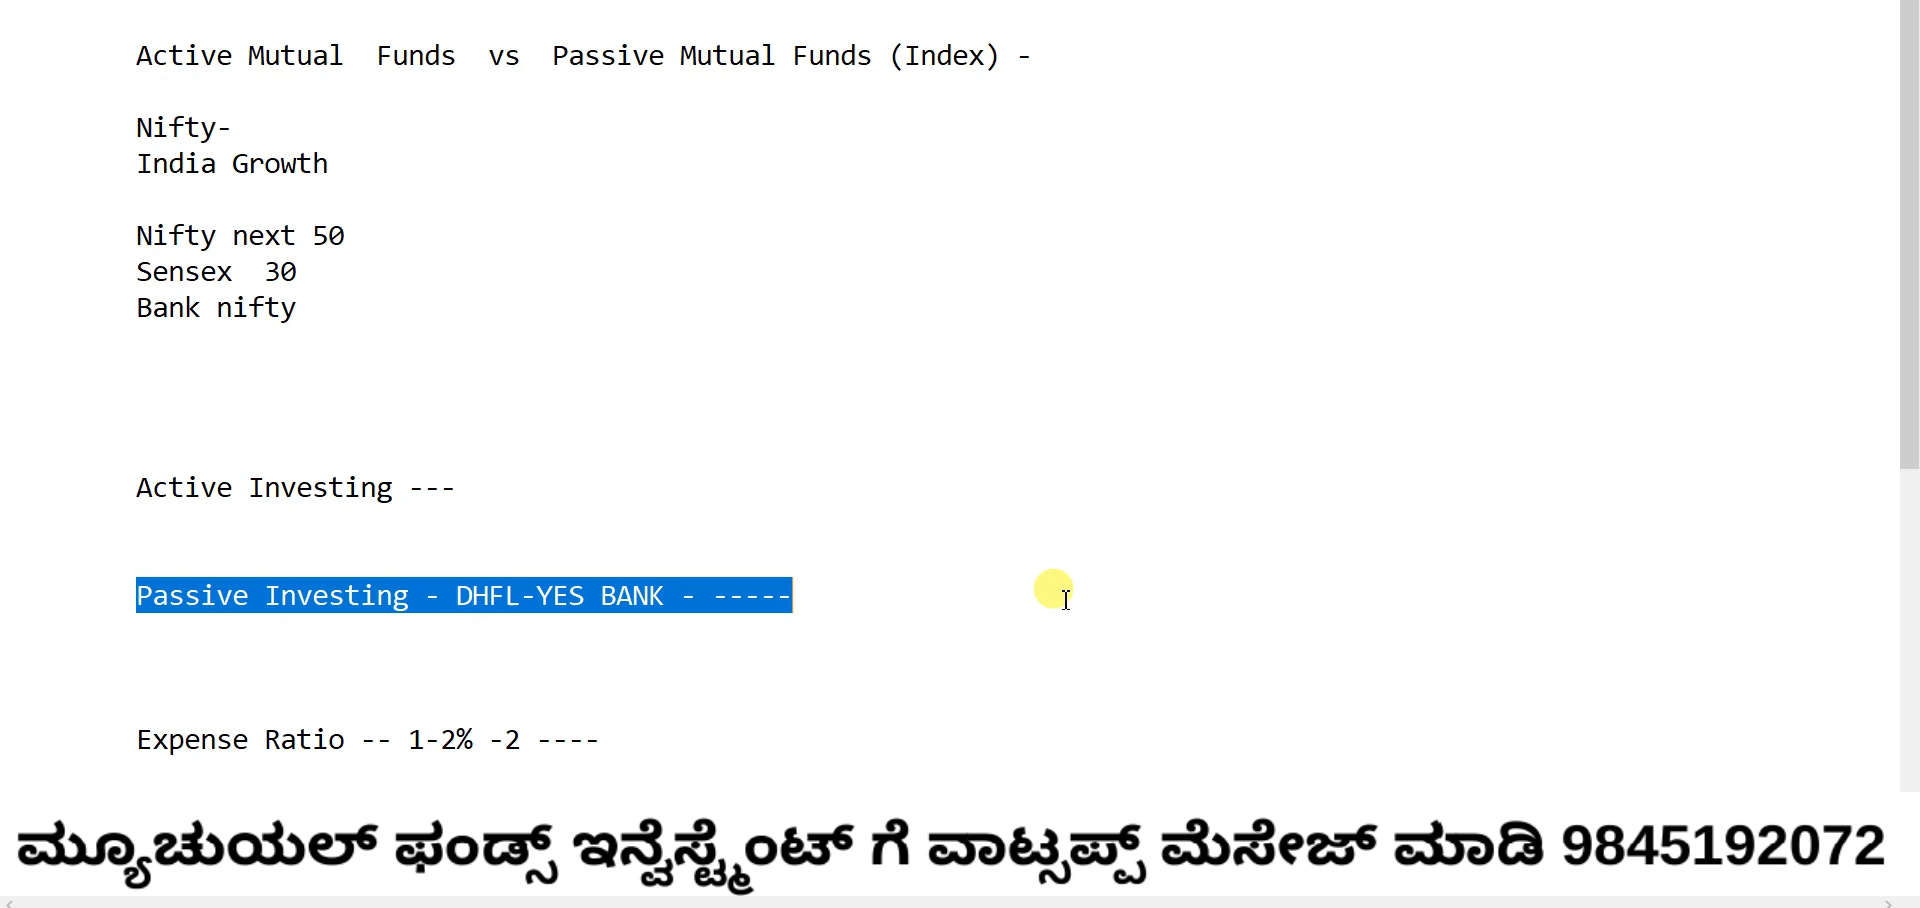 Active Mutual  Funds  vs  Passive Mutual Funds (Index) -
Nifty-
India Growth
Nifty next 50
Sensex  30
Bank nifty
Active Investing ---
Passive Investing - DHFL-YES BANK - -----
Expense Ratio -- 1-2% -2 ----
ಮ್ಯೂಚುಯಲ್ ಫಂಡ್ಸ್ ಇನ್ವೆಸ್ಟ್ಮೆಂಟ್ ಗೆ ವಾಟ್ಸಪ್ಪ್ ಮೆಸೇಜ್ ಮಾಡಿ 9845192072